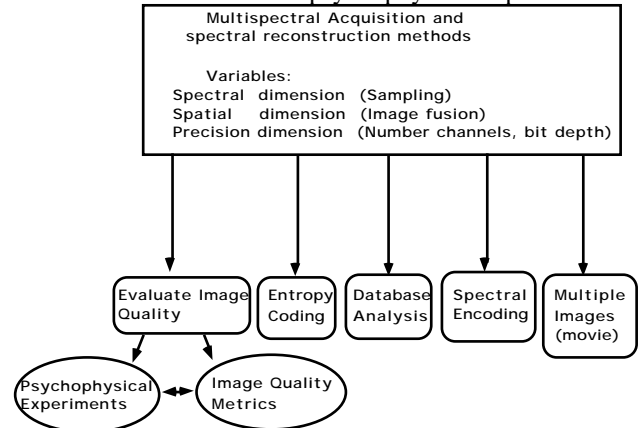 Multispectral Acquisition and
spectral reconstruction methods
Variables:
Spectral dimension (Sampling)
Spatial dimension (Image fusion)
Precision dimension (Number channels, bit depth)
Evaluate Image
Quality
Entropy
Coding
Database
Analysis
Spectral
Encoding
Multiple
Images
(movie)
Psychophysical
Experiments
Image Quality
Metrics